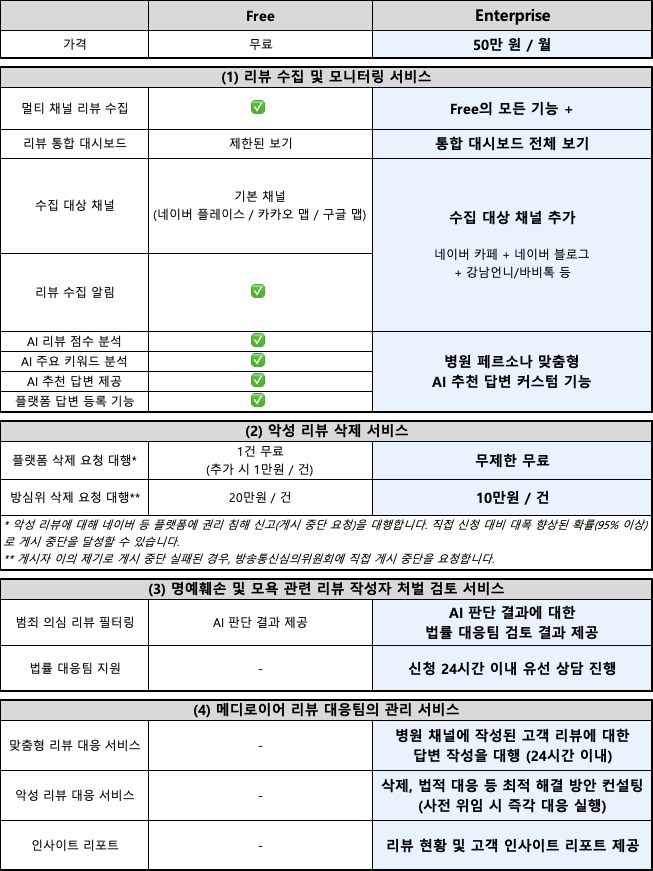 Free Enterprise
가격 무료 50만 원 / 월
(1) 리뷰 수집 및 모니터링 서비스
멀티 채널 리뷰 수집 ✅ Free의 모든 기능 +
리뷰 통합 대시보드 제한된 보기 통합 대시보드 전체 보기
수집 대상 채널
기본 채널
(네이버 플레이스 / 카카오 맵 / 구글 맵)
수집 대상 채널 추가
네이버 카페 + 네이버 블로그
+ 강남언니/바비톡 등
리뷰 수집 알림 ✅
AI 리뷰 점수 분석 ✅
AI 주요 키워드 분석 ✅
AI 추천 답변 제공 ✅
플랫폼 답변 등록 기능 ✅
병원 페르소나 맞춤형
AI 추천 답변 커스텀 기능
(2) 악성 리뷰 삭제 서비스
플랫폼 삭제 요청 대행*
1건 무료
(추가 시 1만원 / 건)
무제한 무료
방심위 삭제 요청 대행** 20만원 / 건 10만원 / 건
* 악성 리뷰에 대해 네이버 등 플랫폼에 권리 침해 신고(게시 중단 요청)을 대행합니다. 직접 신청 대비 대폭 향상된 확률(95% 이상)
로 게시 중단을 달성할 수 있습니다.
** 게시자 이의 제기로 게시 중단 실패된 경우, 방송통신심의위원회에 직접 게시 중단을 요청합니다.
(3) 명예훼손 및 모욕 관련 리뷰 작성자 처벌 검토 서비스
범죄 의심 리뷰 필터링 AI 판단 결과 제공
AI 판단 결과에 대한
법률 대응팀 검토 결과 제공
법률 대응팀 지원 - 신청 24시간 이내 유선 상담 진행
(4) 메디로이어 리뷰 대응팀의 관리 서비스
맞춤형 리뷰 대응 서비스 -
병원 채널에 작성된 고객 리뷰에 대한
답변 작성을 대행 (24시간 이내)
악성 리뷰 대응 서비스 -
삭제, 법적 대응 등 최적 해결 방안 컨설팅
(사전 위임 시 즉각 대응 실행)
인사이트 리포트 - 리뷰 현황 및 고객 인사이트 리포트 제공